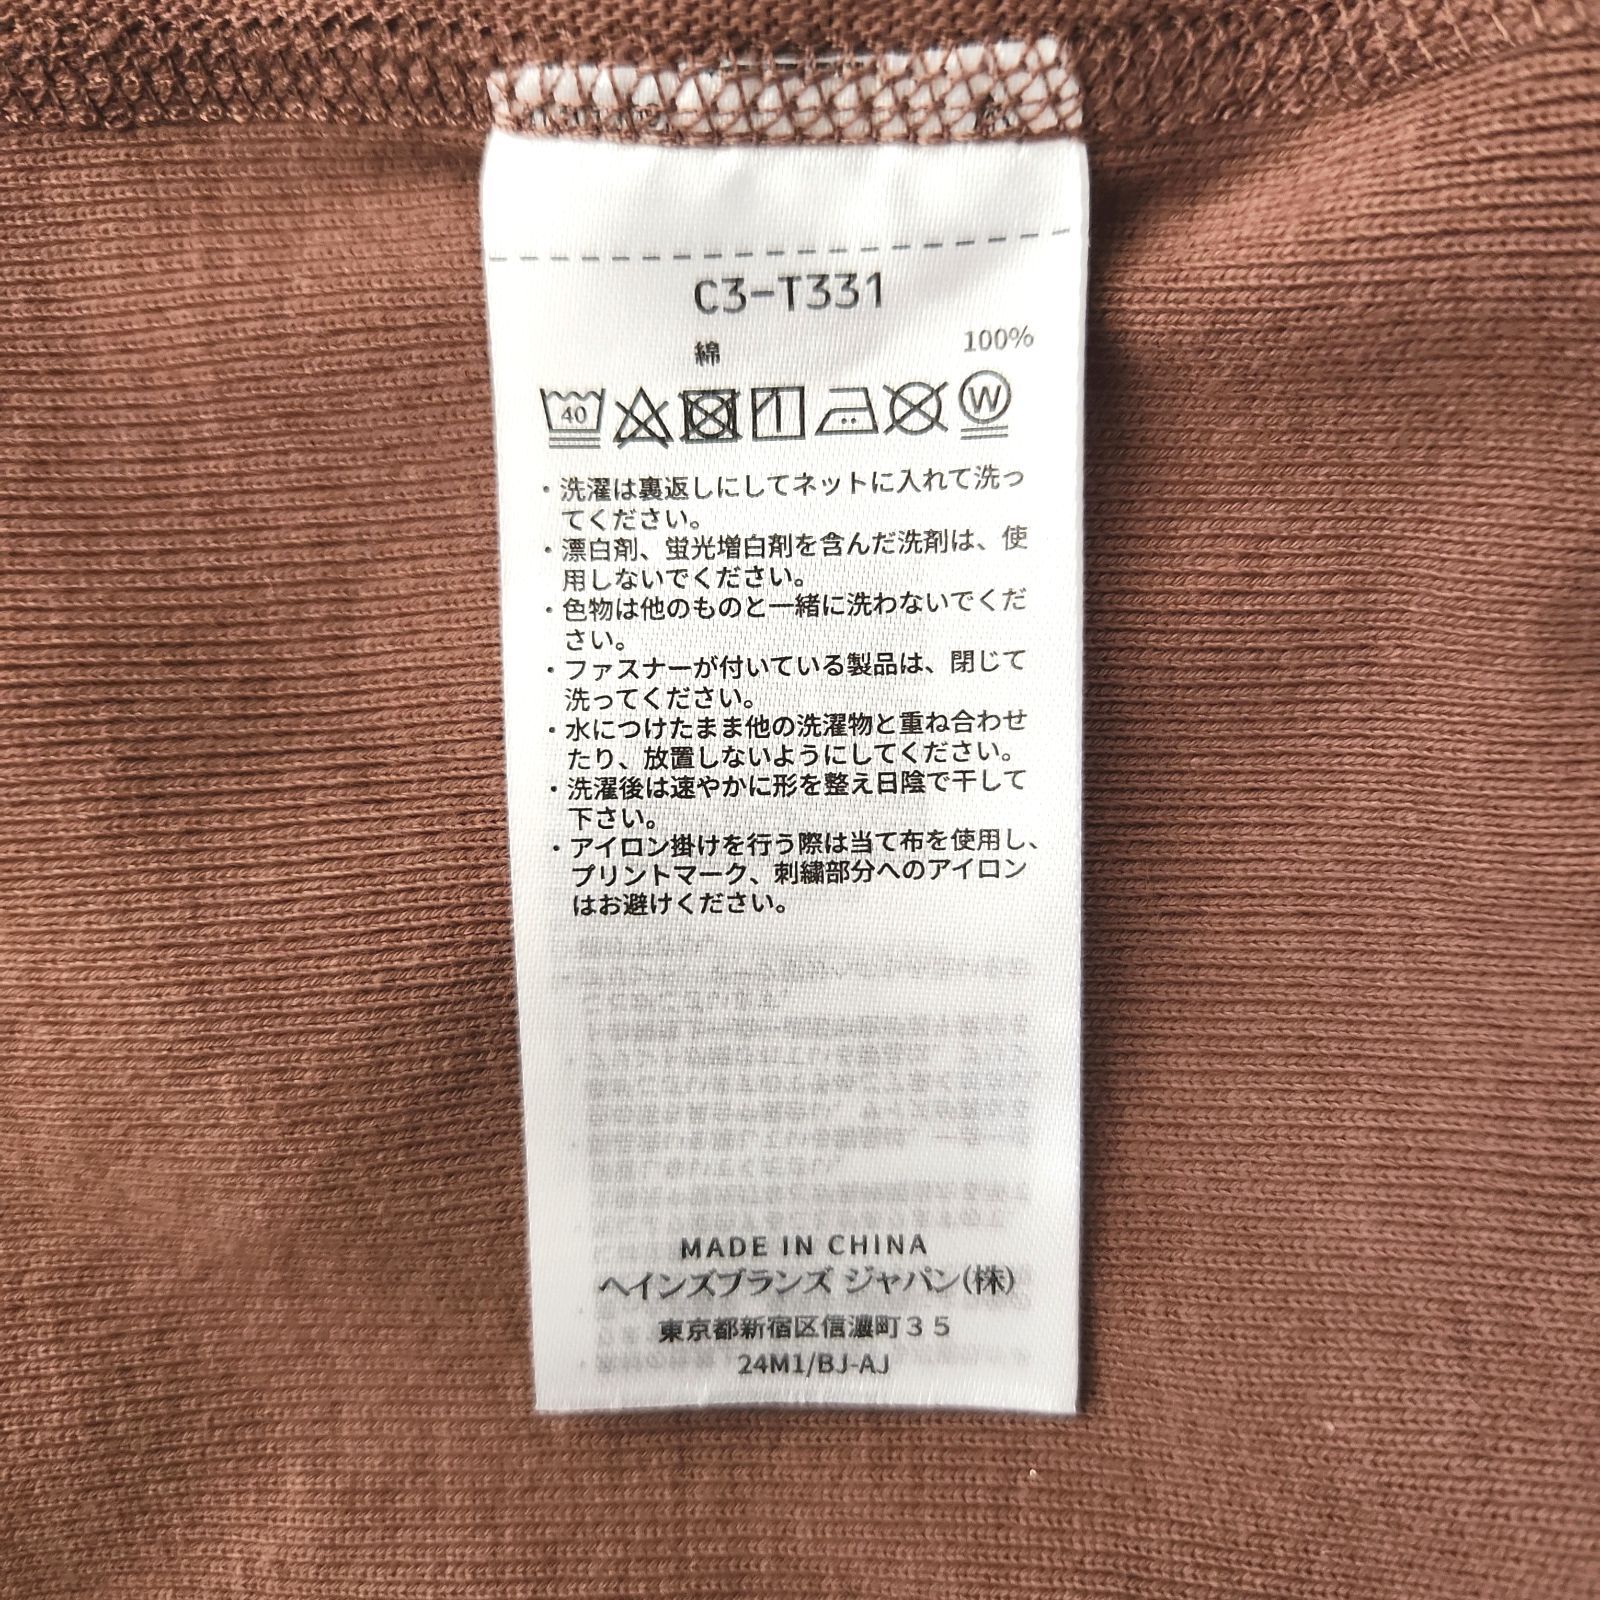 C3-T331
綿 100%
40
W
・洗濯は裏返しにしてネットに入れて洗っ
てください。
・漂白剤、蛍光増白剤を含んだ洗剤は、使
用しないでください。
・色物は他のものと一緒に洗わないでくだ
さい。
・ファスナーが付いている製品は、閉じて
洗ってください。
・水につけたまま他の洗濯物と重ね合わせ
たり、放置しないようにしてください。
・洗濯後は速やかに形を整え日陰で干して
下さい。
・アイロン掛けを行う際は当て布を使用し、
プリントマーク、刺繍部分へのアイロン
はお避けください。
MADE IN CHINA
ヘインズブランズ ジャパン(株)
東京都新宿区信濃町３５
24M1/BJ-AJ